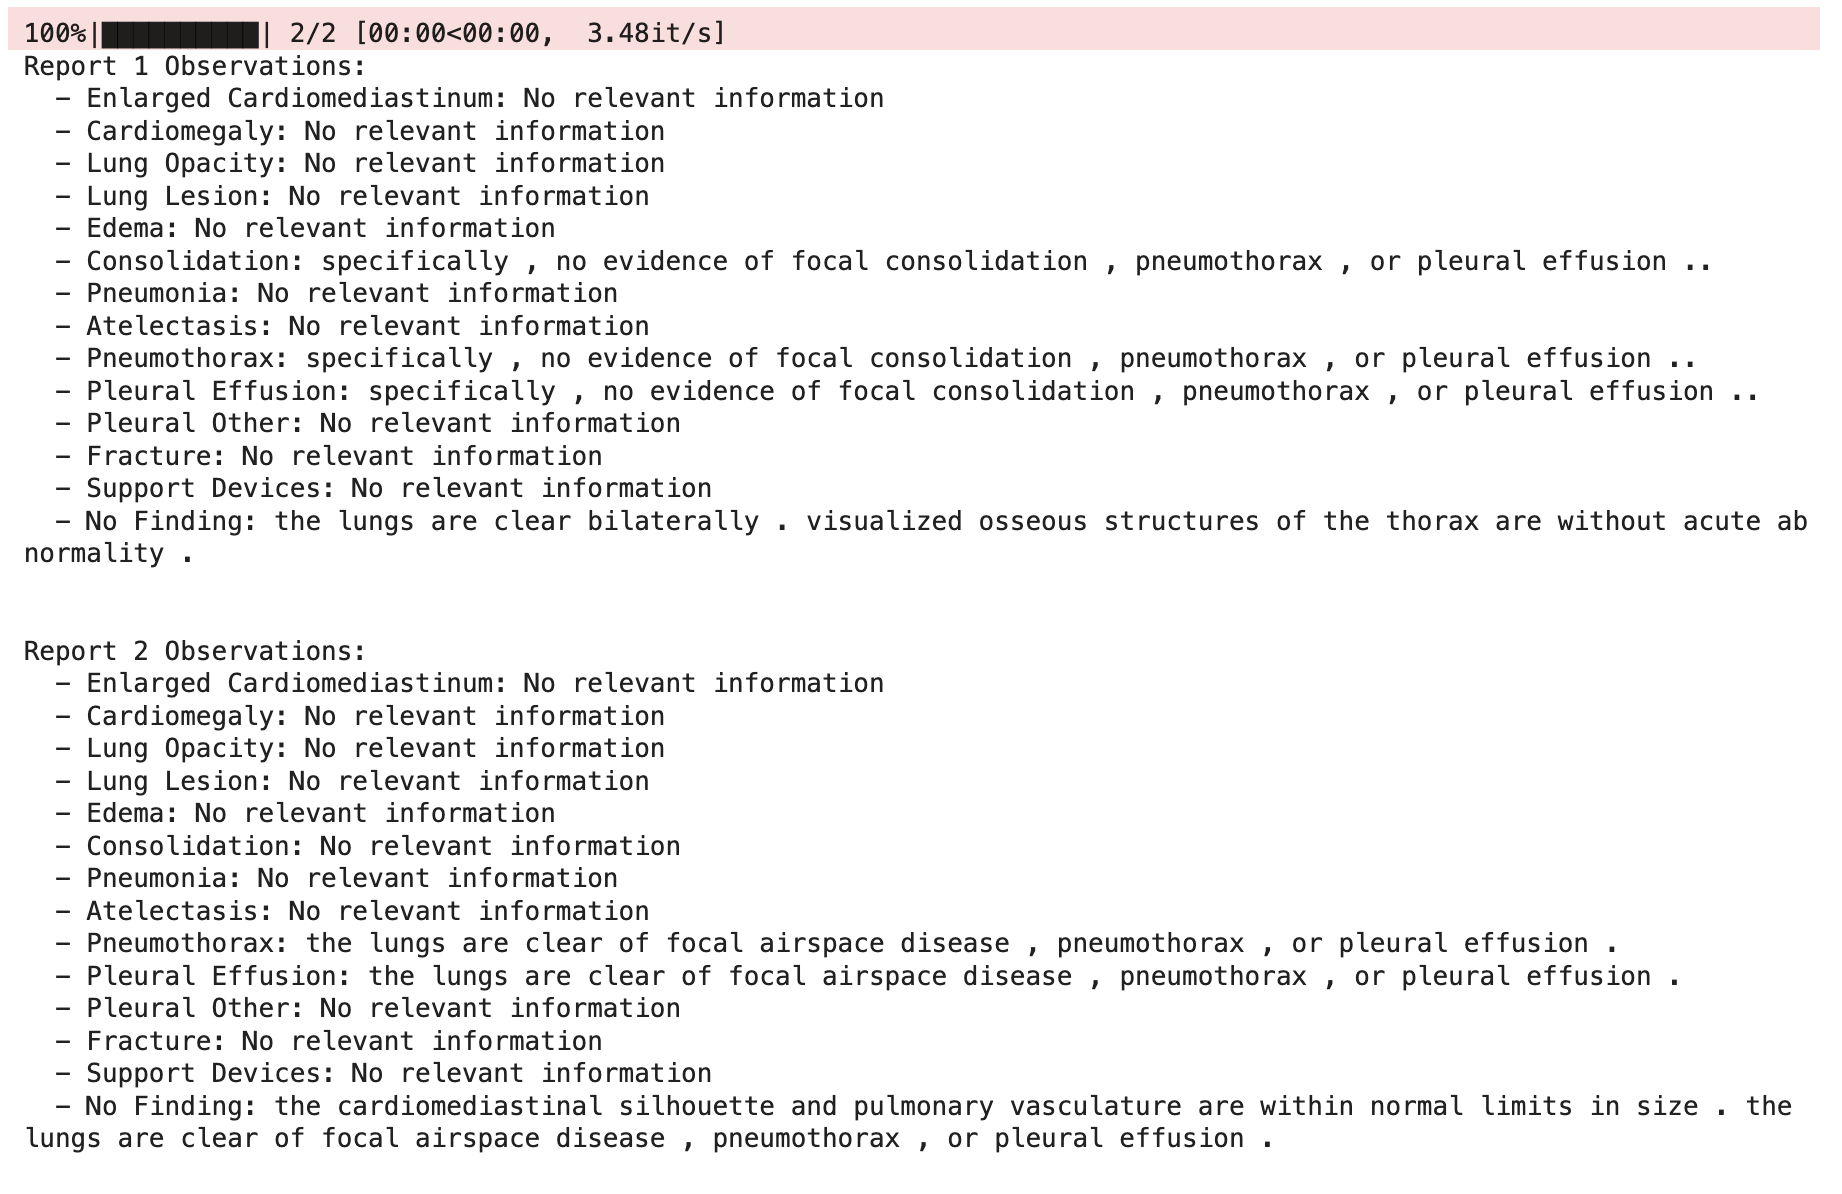 100%|██████████| 2/2 [00:00<00:00,  3.48it/s]
Report 1 Observations:
  - Enlarged Cardiomediastinum: No relevant information
  - Cardiomegaly: No relevant information
  - Lung Opacity: No relevant information
  - Lung Lesion: No relevant information
  - Edema: No relevant information
  - Consolidation: specifically , no evidence of focal consolidation , pneumothorax , or pleural effusion ..
  - Pneumonia: No relevant information
  - Atelectasis: No relevant information
  - Pneumothorax: specifically , no evidence of focal consolidation , pneumothorax , or pleural effusion ..
  - Pleural Effusion: specifically , no evidence of focal consolidation , pneumothorax , or pleural effusion ..
  - Pleural Other: No relevant information
  - Fracture: No relevant information
  - Support Devices: No relevant information
  - No Finding: the lungs are clear bilaterally . visualized osseous structures of the thorax are without acute ab
normality .
Report 2 Observations:
  - Enlarged Cardiomediastinum: No relevant information
  - Cardiomegaly: No relevant information
  - Lung Opacity: No relevant information
  - Lung Lesion: No relevant information
  - Edema: No relevant information
  - Consolidation: No relevant information
  - Pneumonia: No relevant information
  - Atelectasis: No relevant information
  - Pneumothorax: the lungs are clear of focal airspace disease , pneumothorax , or pleural effusion .
  - Pleural Effusion: the lungs are clear of focal airspace disease , pneumothorax , or pleural effusion .
  - Pleural Other: No relevant information
  - Fracture: No relevant information
  - Support Devices: No relevant information
  - No Finding: the cardiomediastinal silhouette and pulmonary vasculature are within normal limits in size . the
lungs are clear of focal airspace disease , pneumothorax , or pleural effusion .